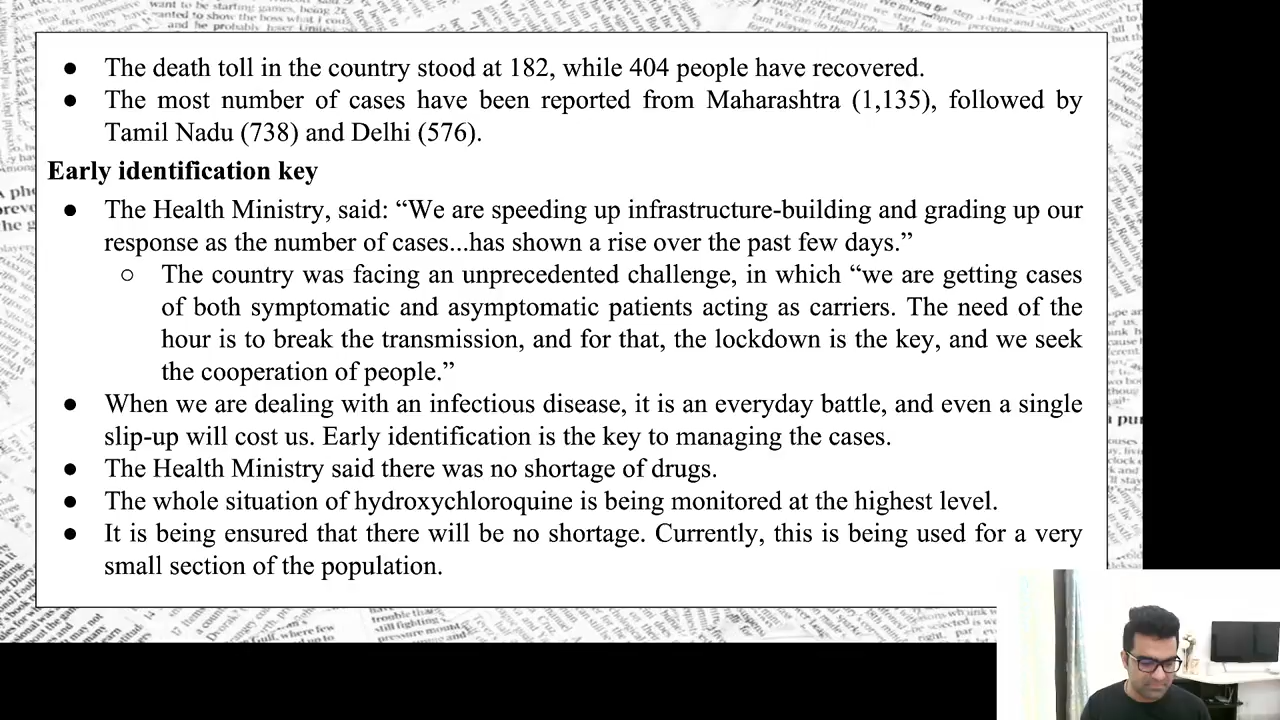 ● The death toll in the country stood at 182, while 404 people have recovered.
● The most number of cases have been reported from Maharashtra (1,135), followed by
Tamil Nadu (738) and Delhi (576).
Early identification key
● The Health Ministry, said: “We are speeding up infrastructure-building and grading up our
response as the number of cases...has shown a rise over the past few days.”
○ The country was facing an unprecedented challenge, in which “we are getting cases
of both symptomatic and asymptomatic patients acting as carriers. The need of the
hour is to break the transmission, and for that, the lockdown is the key, and we seek
the cooperation of people.”
● When we are dealing with an infectious disease, it is an everyday battle, and even a single
slip-up will cost us. Early identification is the key to managing the cases.
● The Health Ministry said there was no shortage of drugs.
● The whole situation of hydroxychloroquine is being monitored at the highest level.
● It is being ensured that there will be no shortage. Currently, this is being used for a very
small section of the population.